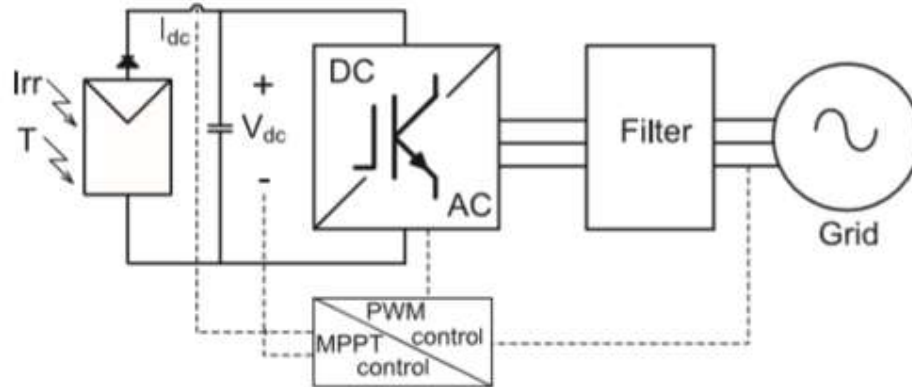 I_dc
Irr
T
+
V_dc
-
DC
AC
Filter
Grid
PWM
control
MPPT
control